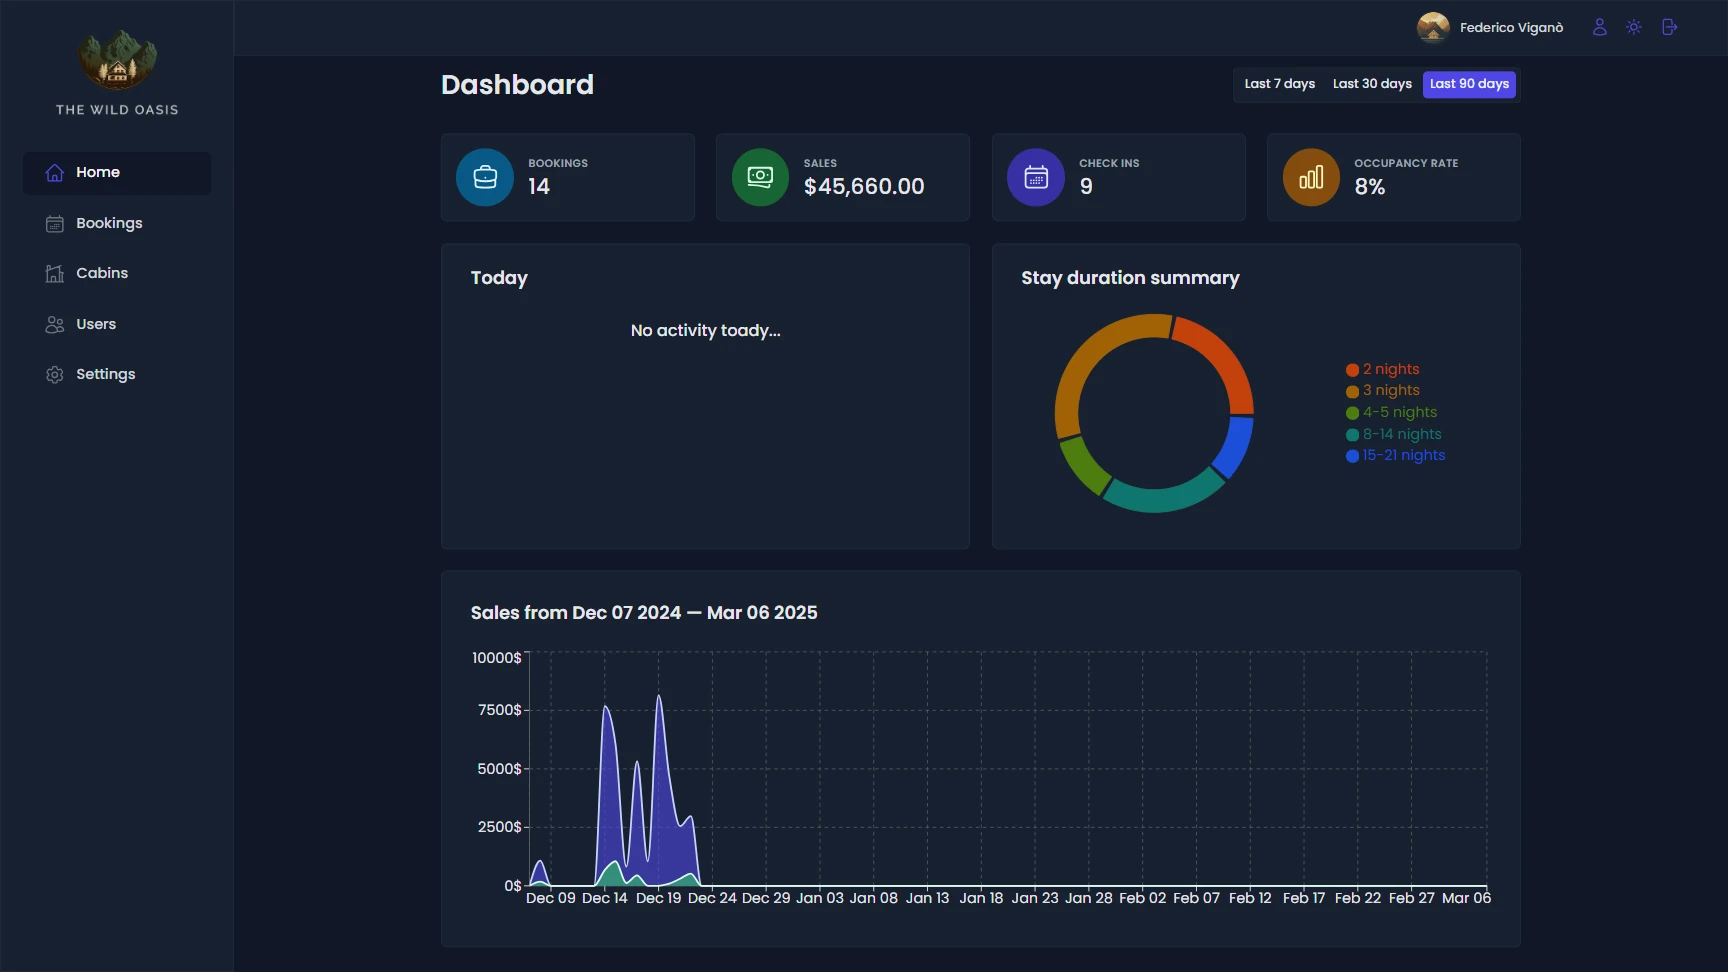 THE WILD OASIS
Home
Bookings
Cabins
Users
Settings
Federico Viganò
Dashboard
Last 7 days Last 30 days Last 90 days
BOOKINGS
14
SALES
$45,660.00
CHECK INS
9
OCCUPANCY RATE
8%
Today
No activity toady...
Stay duration summary
2 nights
3 nights
4-5 nights
8-14 nights
15-21 nights
Sales from Dec 07 2024 — Mar 06 2025
10000$
7500$
5000$
2500$
0$
Dec 09 Dec 14 Dec 19 Dec 24 Dec 29 Jan 03 Jan 08 Jan 13 Jan 18 Jan 23 Jan 28 Feb 02 Feb 07 Feb 12 Feb 17 Feb 22 Feb 27 Mar 06